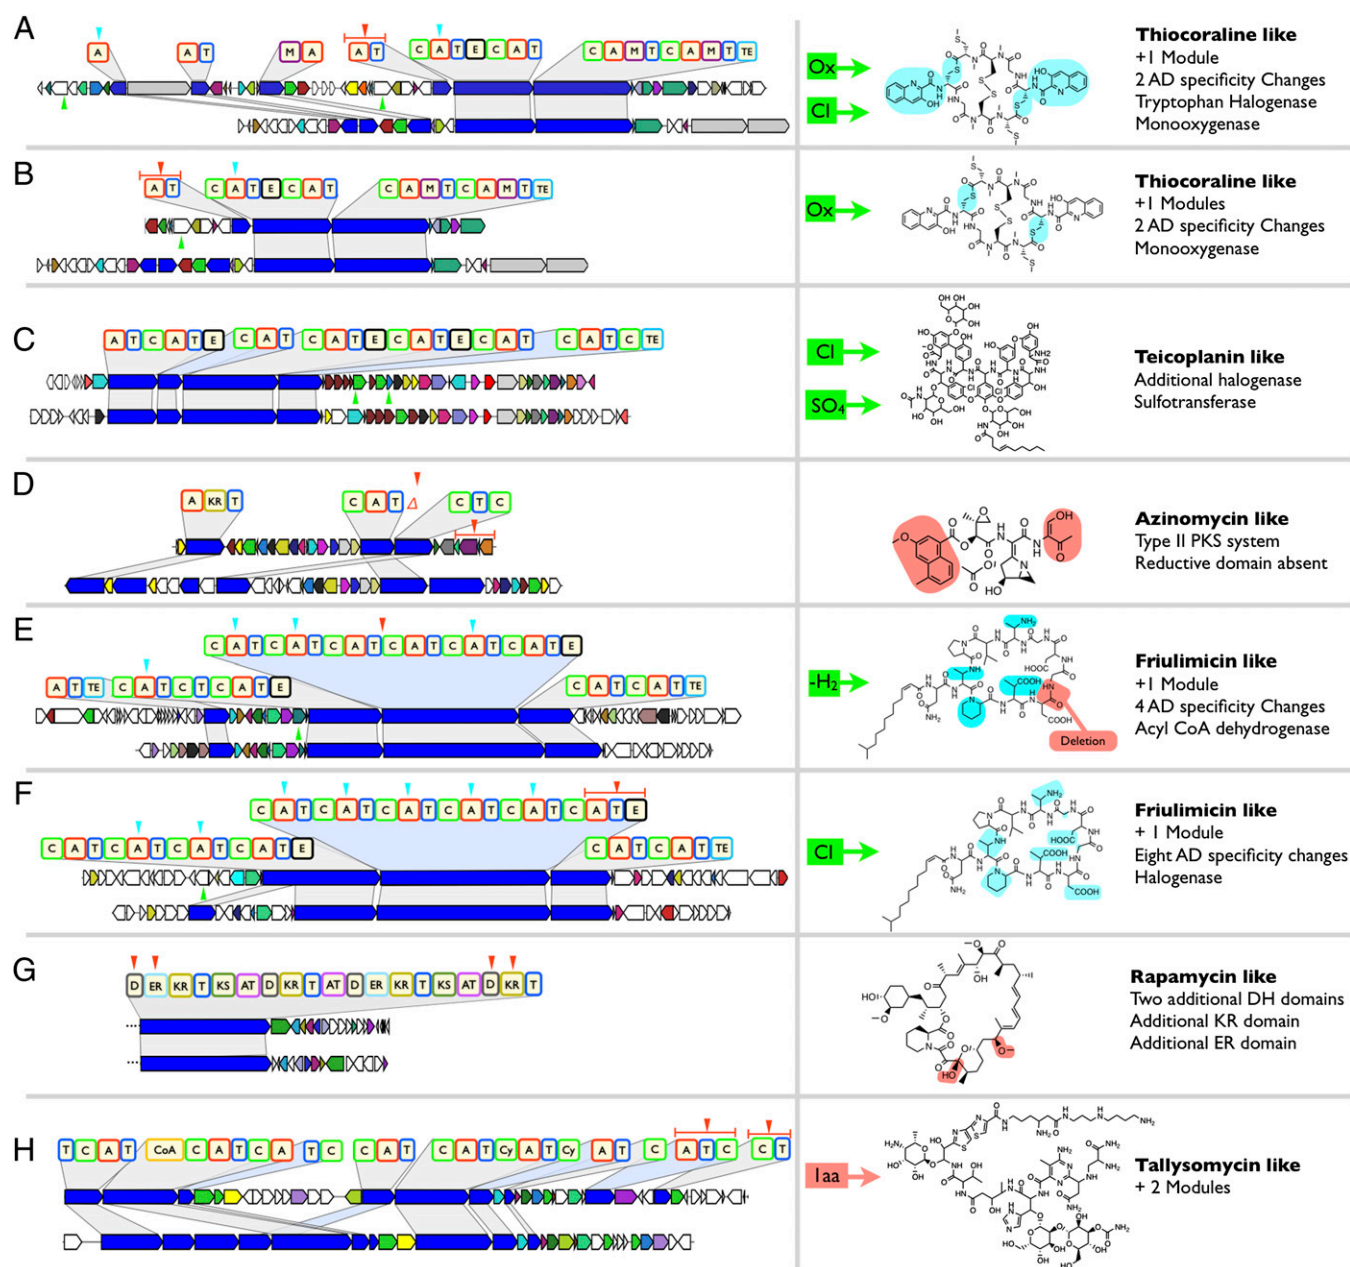 A
A
A T
M A
A T
C A T E C A T
C A M T C A M T TE
Ox
Cl
Thiocoraline like
+1 Module
2 AD specificity Changes
Tryptophan Halogenase
Monooxygenase
B
A T
C A T E C A T
C A M T C A M T TE
Ox
Thiocoraline like
+1 Modules
2 AD specificity Changes
Monooxygenase
C
A T C A T E
C A T
C A T E C A T E C A T
C A T C TE
Cl
SO4
Teicoplanin like
Additional halogenase
Sulfotransferase
D
A KR T
C A T
Δ
C T C
Azinomycin like
Type II PKS system
Reductive domain absent
E
C A T C A T C A T C A T C A T C A T E
A T TE C A T C T C A T E
C A T C A T TE
-H2
Deletion
Friulimicin like
+1 Module
4 AD specificity Changes
Acyl CoA dehydrogenase
F
C A T C A T C A T C A T C A T C A T E
C A T C A T C A T C A T E
C A T C A T TE
Cl
Friulimicin like
+ 1 Module
Eight AD specificity changes
Halogenase
G
D ER KR T KS AT D KR T AT D ER KR T KS AT D KR T
Rapamycin like
Two additional DH domains
Additional KR domain
Additional ER domain
H
T C A T CoA C A T C A T C
C A T
C A T Cy A T Cy A T C
A T C
C T
1aa
Tallysomycin like
+ 2 Modules